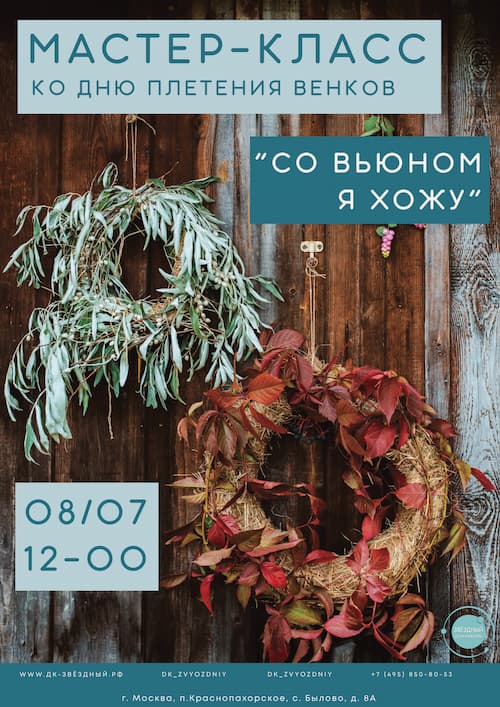 МАСТЕР-КЛАСС
КО ДНЮ ПЛЕТЕНИЯ ВЕНКОВ
"СО ВЬЮНОМ
Я ХОЖУ"
08/07
12-00
ЗВЁЗДНЫЙ
WWW.ДК-ЗВЁЗДНЫЙ.РФ DK_ZVYOZDNIY DK_ZVYOZDNIY +7 (495) 850-80-53
г. Москва, п.Краснопахорское, с. Былово, д. 8А